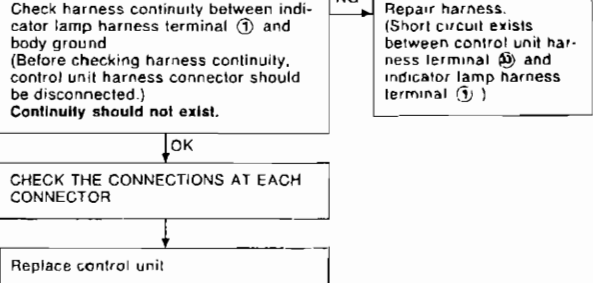 Check harness continuity between indi-
cator lamp harness terminal ① and
body ground
(Before checking harness continuity,
control unit harness connector should
be disconnected.)
Continuity should not exist.
NG
Repair harness.
(Short circuit exists
between control unit har-
ness terminal and
indicator lamp harness
terminal ① )
OK
CHECK THE CONNECTIONS AT EACH
CONNECTOR
Replace control unit